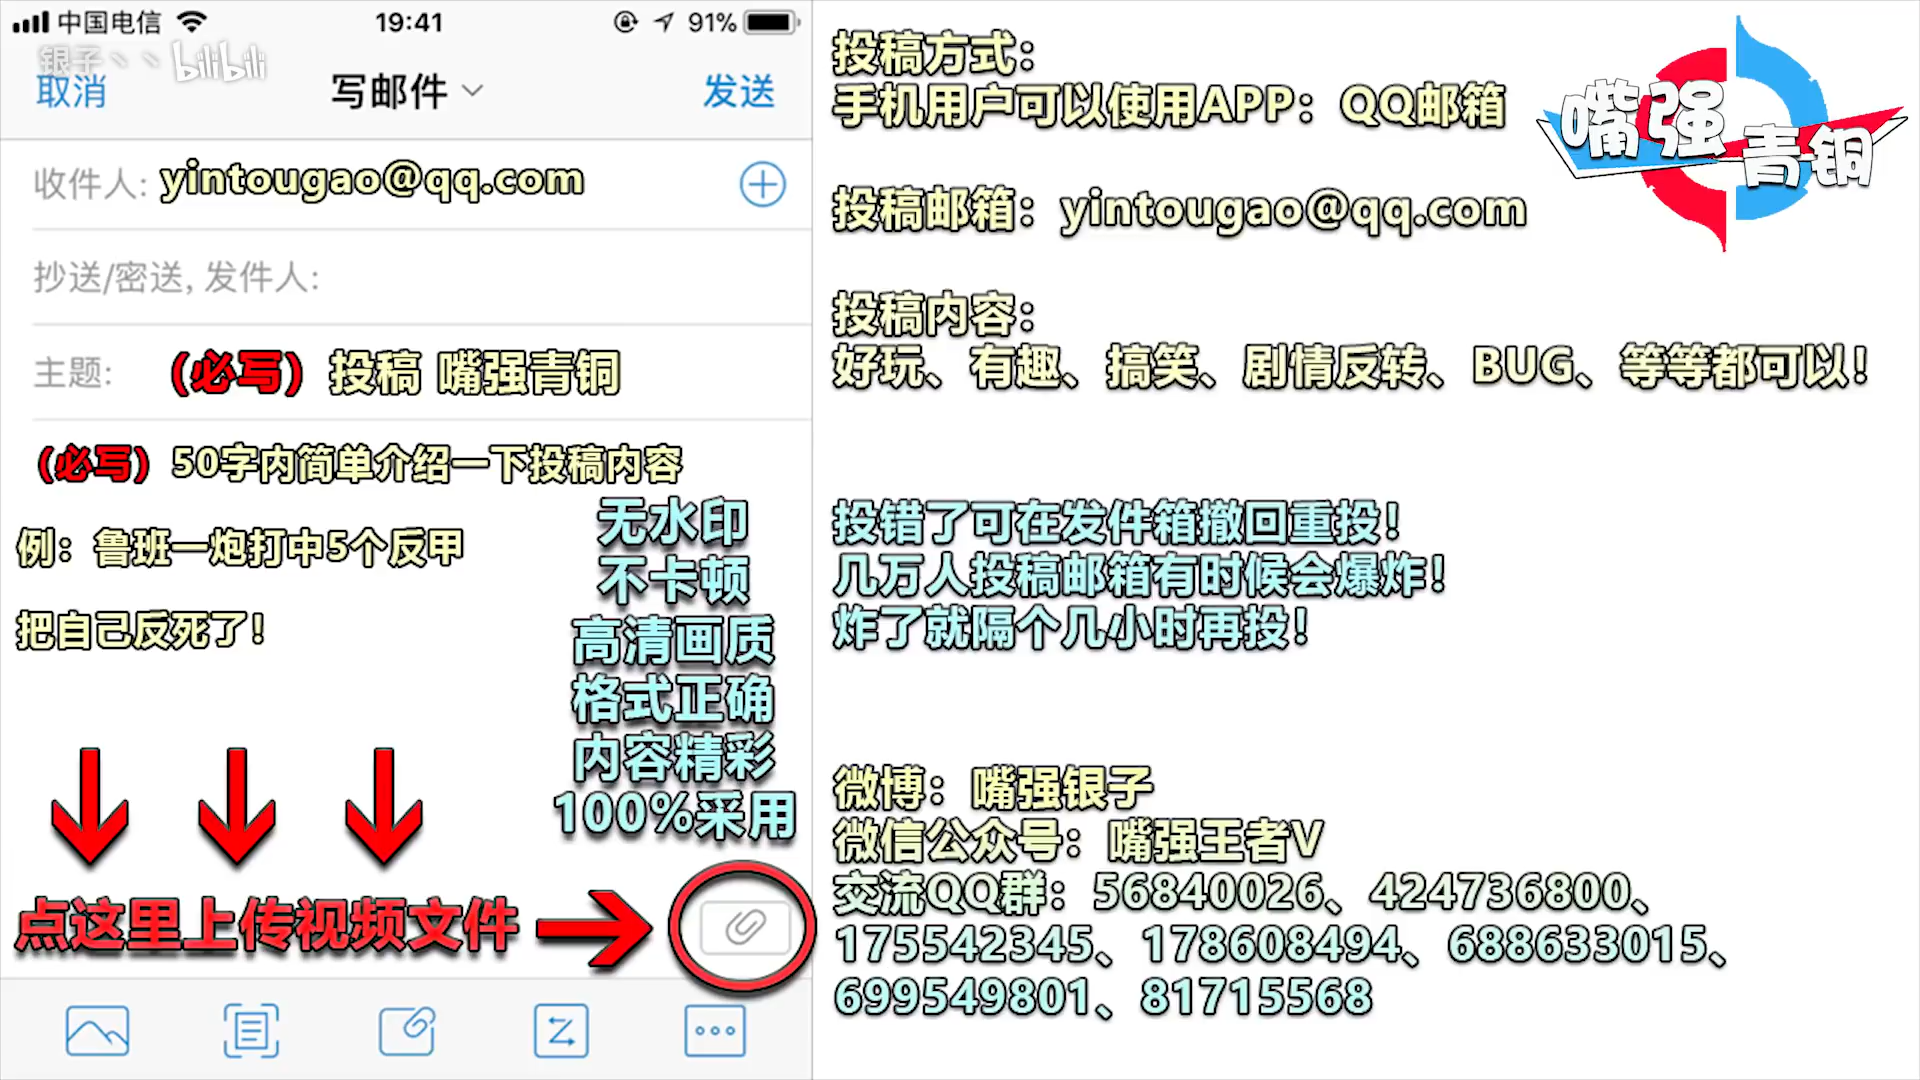 中国电信 19:41 91%
银子丶丶 bilibili
取消 写邮件 发送
收件人: yintougao@qq.com
抄送/密送, 发件人:
主题: （必写）投稿 嘴强青铜
（必写）50字内简单介绍一下投稿内容
例：鲁班一炮打中5个反甲
把自己反死了！
无水印
不卡顿
高清画质
格式正确
内容精彩
100%采用
点这里上传视频文件
投稿方式：
手机用户可以使用APP：QQ邮箱
投稿邮箱：yintougao@qq.com
投稿内容：
好玩、有趣、搞笑、剧情反转、BUG、等等都可以！
投错了可在发件箱撤回重投！
几万人投稿邮箱有时候会爆炸！
炸了就隔个几小时再投！
微博：嘴强银子
微信公众号：嘴强王者V
交流QQ群：56840026、424736800、
175542345、178608494、688633015、
699549801、81715568
嘴强青铜